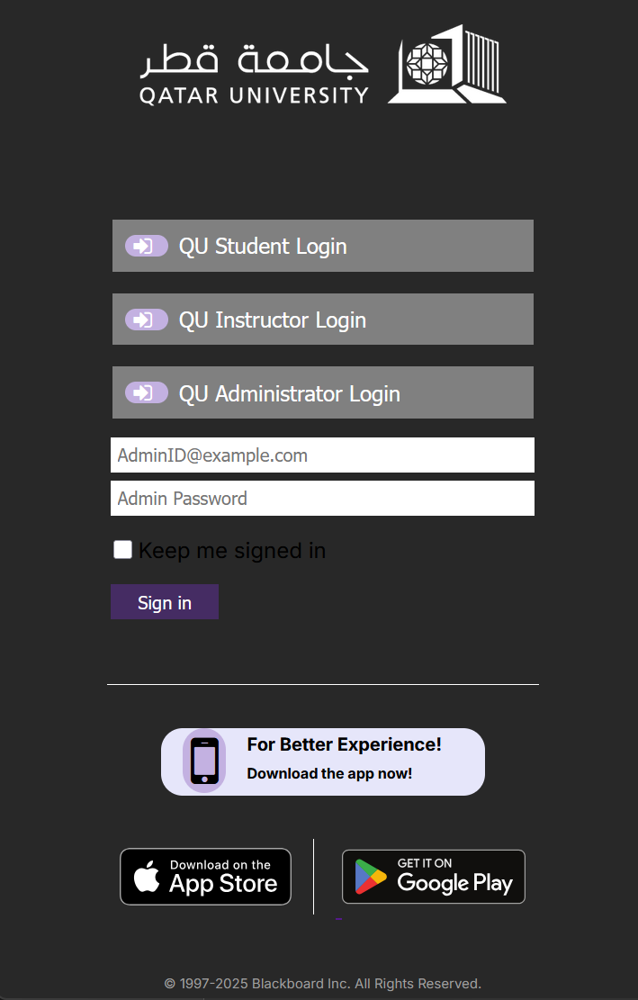 جامعة قطر
QATAR UNIVERSITY
QU Student Login
QU Instructor Login
QU Administrator Login
AdminID@example.com
Admin Password
Keep me signed in
Sign in
For Better Experience!
Download the app now!
Download on the
App Store
GET IT ON
Google Play
© 1997-2025 Blackboard Inc. All Rights Reserved.